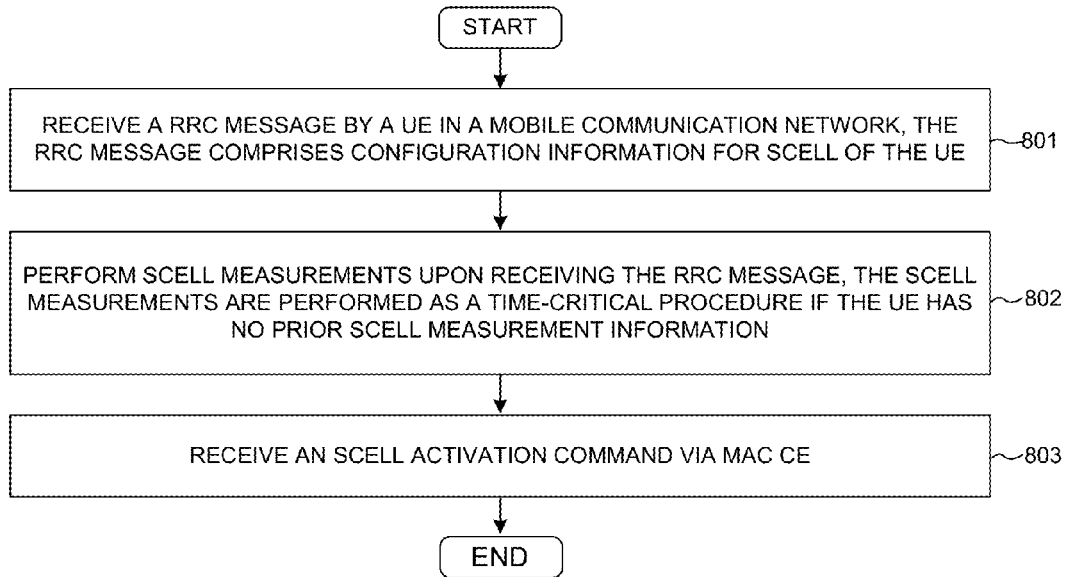 START
RECEIVE A RRC MESSAGE BY A UE IN A MOBILE COMMUNICATION NETWORK, THE
RRC MESSAGE COMPRISES CONFIGURATION INFORMATION FOR SCELL OF THE UE
801
PERFORM SCELL MEASUREMENTS UPON RECEIVING THE RRC MESSAGE, THE SCELL
MEASUREMENTS ARE PERFORMED AS A TIME-CRITICAL PROCEDURE IF THE UE HAS
NO PRIOR SCELL MEASUREMENT INFORMATION
802
RECEIVE AN SCELL ACTIVATION COMMAND VIA MAC CE
803
END